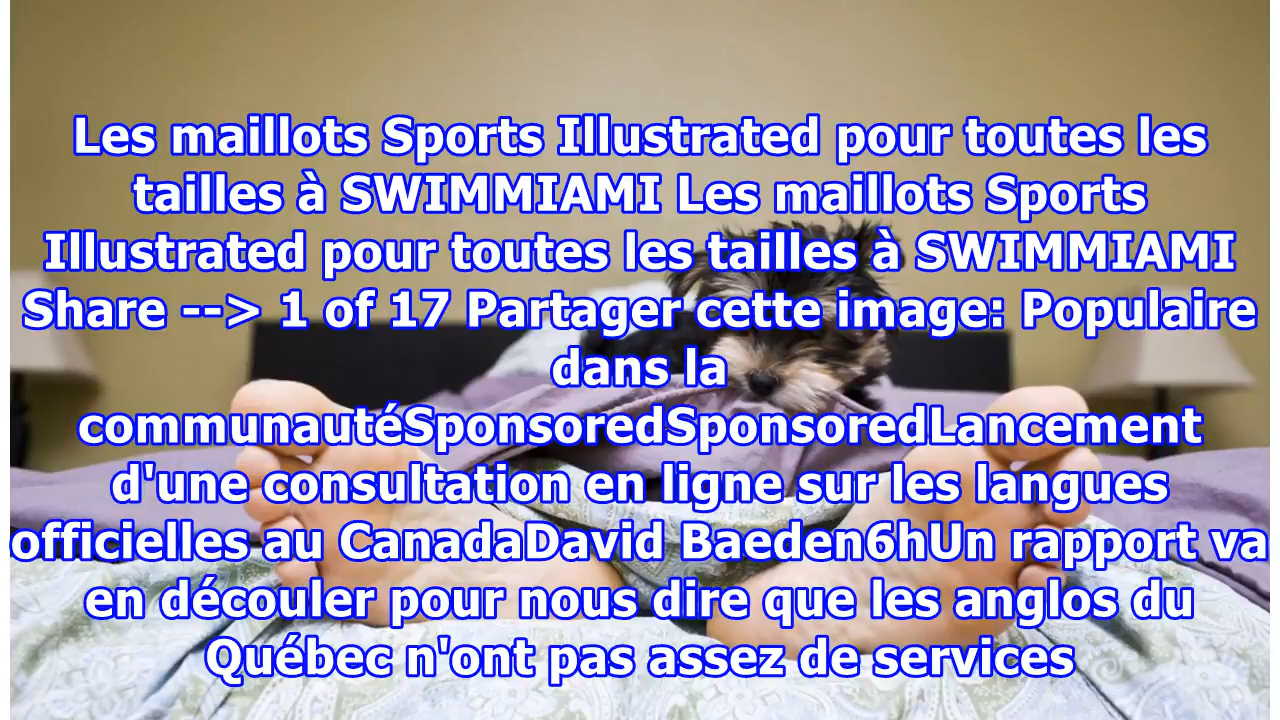 Les maillots Sports Illustrated pour toutes les
tailles à SWIMMIAMI Les maillots Sports
Illustrated pour toutes les tailles à SWIMMIAMI
Share --> 1 of 17 Partager cette image: Populaire
dans la
communautéSponsoredSponsoredLancement
d'une consultation en ligne sur les langues
officielles au CanadaDavid Baeden6hUn rapport va
en découler pour nous dire que les anglos du
Québec n'ont pas assez de services